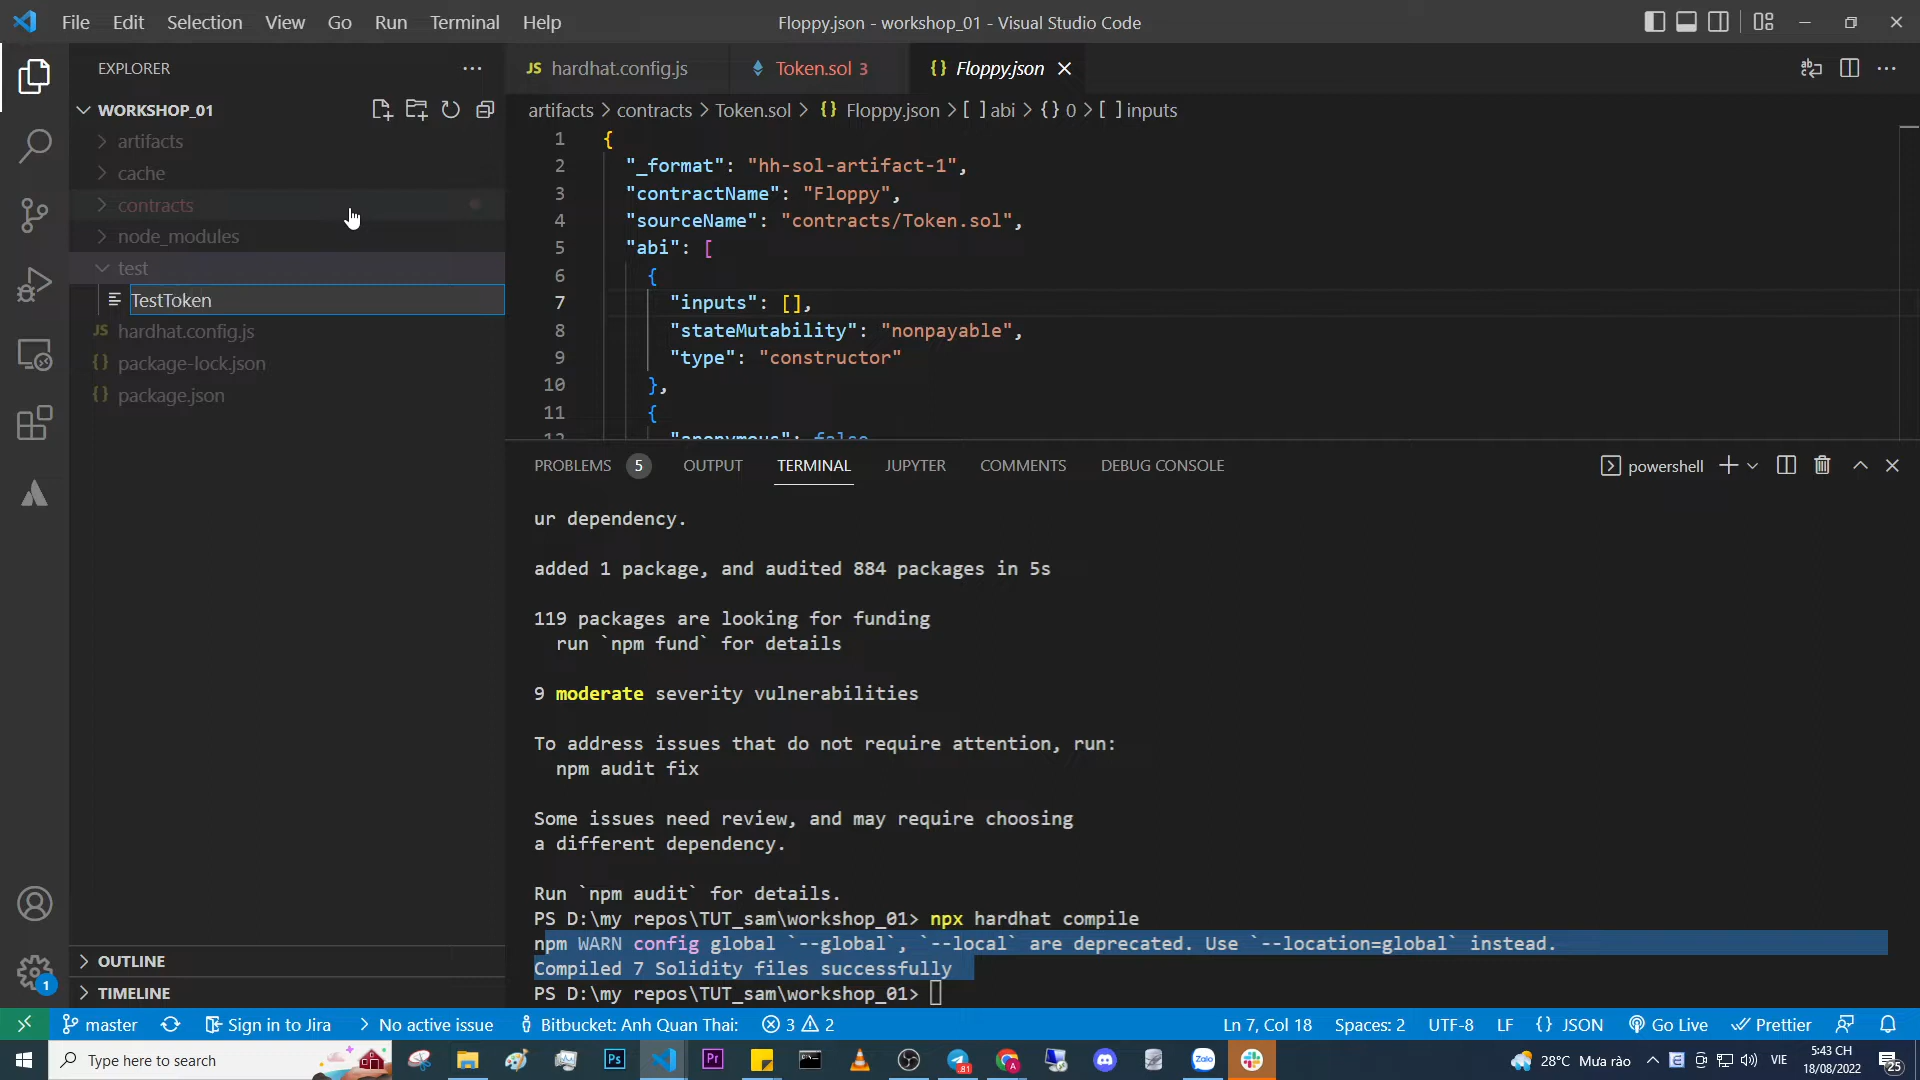 File Edit Selection View Go Run Terminal Help
Floppy.json - workshop_01 - Visual Studio Code
EXPLORER
WORKSHOP_01
artifacts
cache
contracts
node_modules
test
TestToken
JS hardhat.config.js
{} package-lock.json
{} package.json
OUTLINE
TIMELINE
JS hardhat.config.js Token.sol 3 {} Floppy.json
artifacts > contracts > Token.sol > {} Floppy.json > [ ] abi > {} 0 > [ ] inputs
1 {
2 "_format": "hh-sol-artifact-1",
3 "contractName": "Floppy",
4 "sourceName": "contracts/Token.sol",
5 "abi": [
6 {
7 "inputs": [],
8 "stateMutability": "nonpayable",
9 "type": "constructor"
10 },
11 {
12 "anonymous": false
PROBLEMS 5 OUTPUT TERMINAL JUPYTER COMMENTS DEBUG CONSOLE
powershell
ur dependency.
added 1 package, and audited 884 packages in 5s
119 packages are looking for funding
run `npm fund` for details
9 moderate severity vulnerabilities
To address issues that do not require attention, run:
npm audit fix
Some issues need review, and may require choosing
a different dependency.
Run `npm audit` for details.
PS D:\my repos\TUT_sam\workshop_01> npx hardhat compile
npm WARN config global `--global`, `--local` are deprecated. Use `--location=global` instead.
Compiled 7 Solidity files successfully
PS D:\my repos\TUT_sam\workshop_01>
1
master Sign in to Jira No active issue Bitbucket: Anh Quan Thai: 3 2 Ln 7, Col 18 Spaces: 2 UTF-8 LF {} JSON Go Live Prettier
Type here to search
Ps
Pr
81
A
Zalo
28°C Mưa rào
E
VIE
5:43 CH
18/08/2022
25